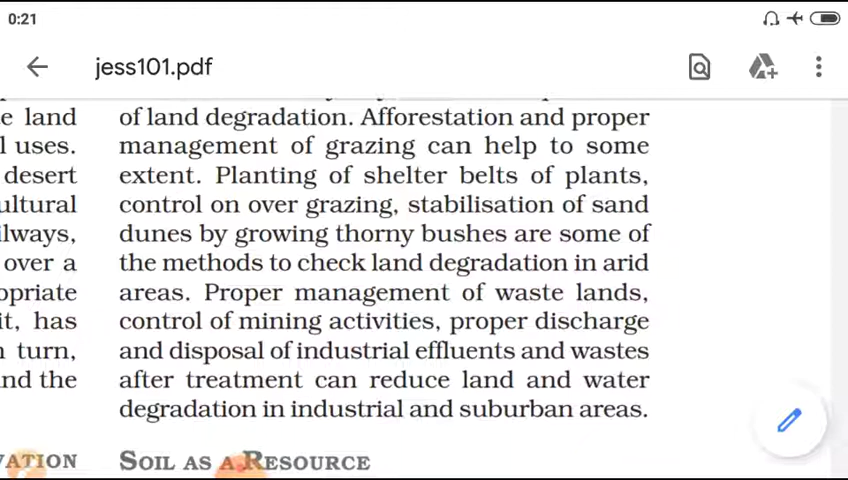 0:21
jess101.pdf
e land
l uses.
desert
ultural
ilways,
over a
opriate
it, has
n turn,
nd the
VATION
of land degradation. Afforestation and proper
management of grazing can help to some
extent. Planting of shelter belts of plants,
control on over grazing, stabilisation of sand
dunes by growing thorny bushes are some of
the methods to check land degradation in arid
areas. Proper management of waste lands,
control of mining activities, proper discharge
and disposal of industrial effluents and wastes
after treatment can reduce land and water
degradation in industrial and suburban areas.
SOIL AS A RESOURCE